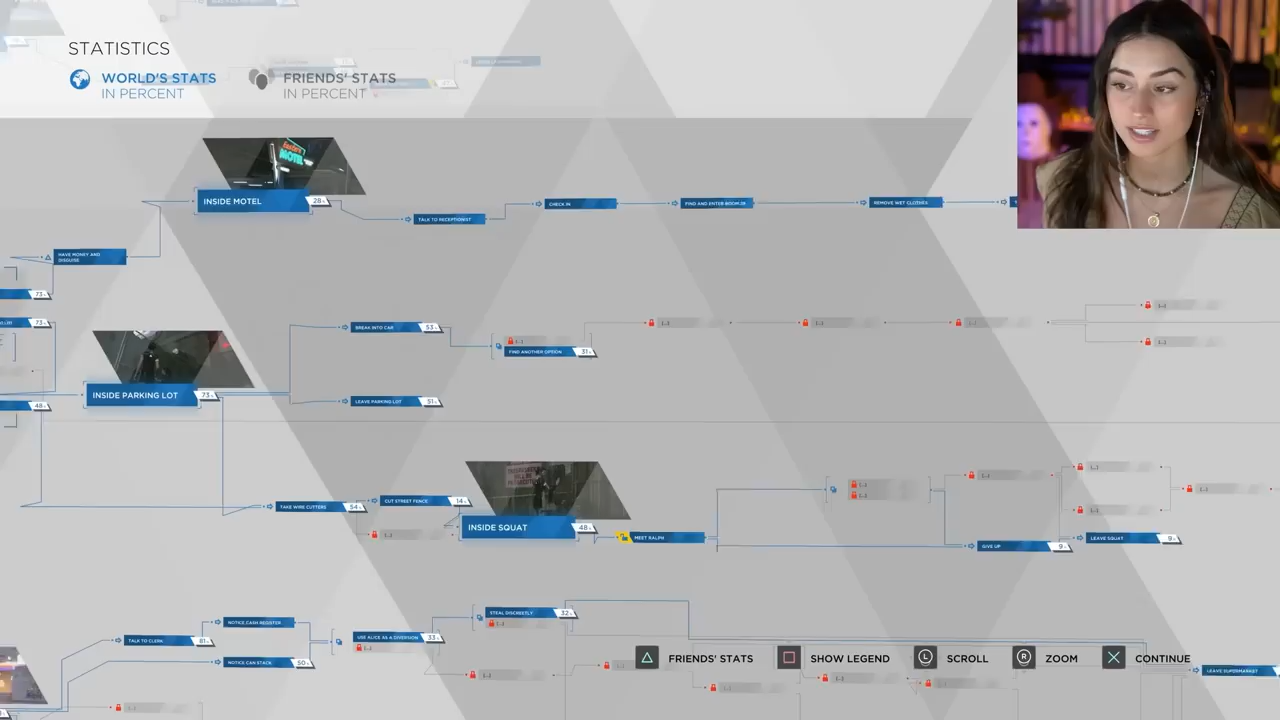 STATISTICS
WORLD'S STATS
IN PERCENT
FRIENDS' STATS
IN PERCENT
MOTEL
INSIDE MOTEL
28%
TALK TO RECEPTIONIST
CHECK IN
FIND AND ENTER ROOM 28
REMOVE WET CLOTHES
HAVE MONEY AND
DISGUISE
73%
73%
BREAK INTO CAR
53%
[...]
FIND ANOTHER OPTION
31%
[...]
[...]
[...]
[...]
[...]
INSIDE PARKING LOT
73%
LEAVE PARKING LOT
51%
48%
TAKE WIRE CUTTERS
54%
CUT STREET FENCE
14%
[...]
INSIDE SQUAT
48%
MEET RALPH
[...]
[...]
[...]
[...]
[...]
[...]
GIVE UP
9%
LEAVE SQUAT
9%
TALK TO CLERK
81%
NOTICE CASH REGISTER
NOTICE CAN STACK
50%
USE ALICE AS A DIVERSION
33%
[...]
STEAL DISCREETLY
32%
[...]
[...]
[...]
[...]
[...]
[...]
[...]
FRIENDS' STATS
SHOW LEGEND
L
SCROLL
R
ZOOM
CONTINUE
LEAVE SUPERMARKET